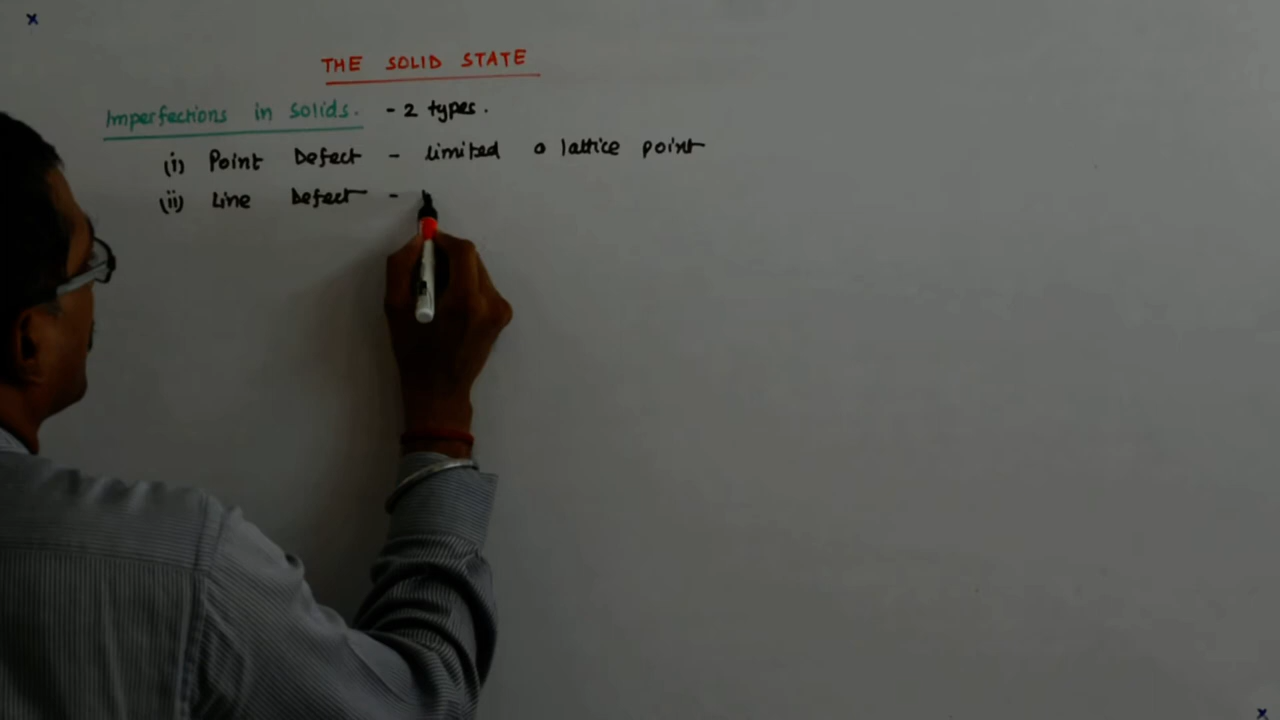 THE SOLID STATE
Imperfections in solids. - 2 types.
(i) Point Defect - Limited o lattice point
(ii) Line Defect -